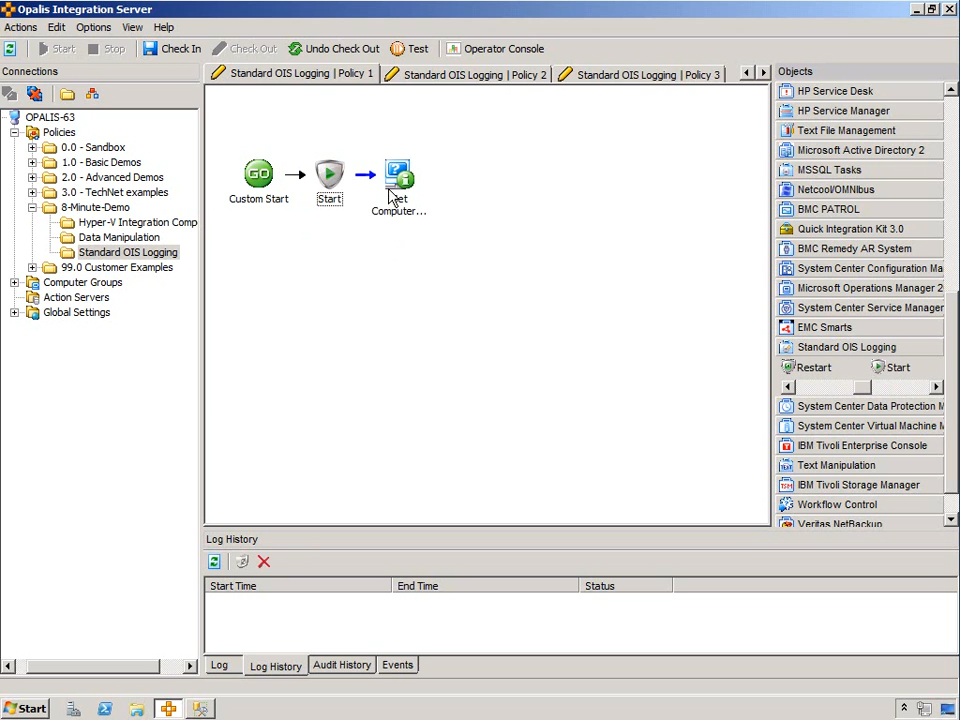 Opalis Integration Server
Actions Edit Options View Help
Start Stop Check In Check Out Undo Check Out Test Operator Console
Connections
OPALIS-63
Policies
0.0 - Sandbox
1.0 - Basic Demos
2.0 - Advanced Demos
3.0 - TechNet examples
8-Minute-Demo
Hyper-V Integration Comp
Data Manipulation
Standard OIS Logging
99.0 Customer Examples
Computer Groups
Action Servers
Global Settings
Standard OIS Logging | Policy 1 Standard OIS Logging | Policy 2 Standard OIS Logging | Policy 3
GO
Custom Start Start
Computer...
Objects
HP Service Desk
HP Service Manager
Text File Management
Microsoft Active Directory 2
MSSQL Tasks
Netcool/OMNIbus
BMC PATROL
Quick Integration Kit 3.0
BMC Remedy AR System
System Center Configuration Ma
Microsoft Operations Manager 2
System Center Service Manager
EMC Smarts
Standard OIS Logging
Restart Start
System Center Data Protection M
System Center Virtual Machine M
IBM Tivoli Enterprise Console
Text Manipulation
IBM Tivoli Storage Manager
Workflow Control
Veritas NetBackup
Log History
Start Time End Time Status
Log Log History Audit History Events
Start